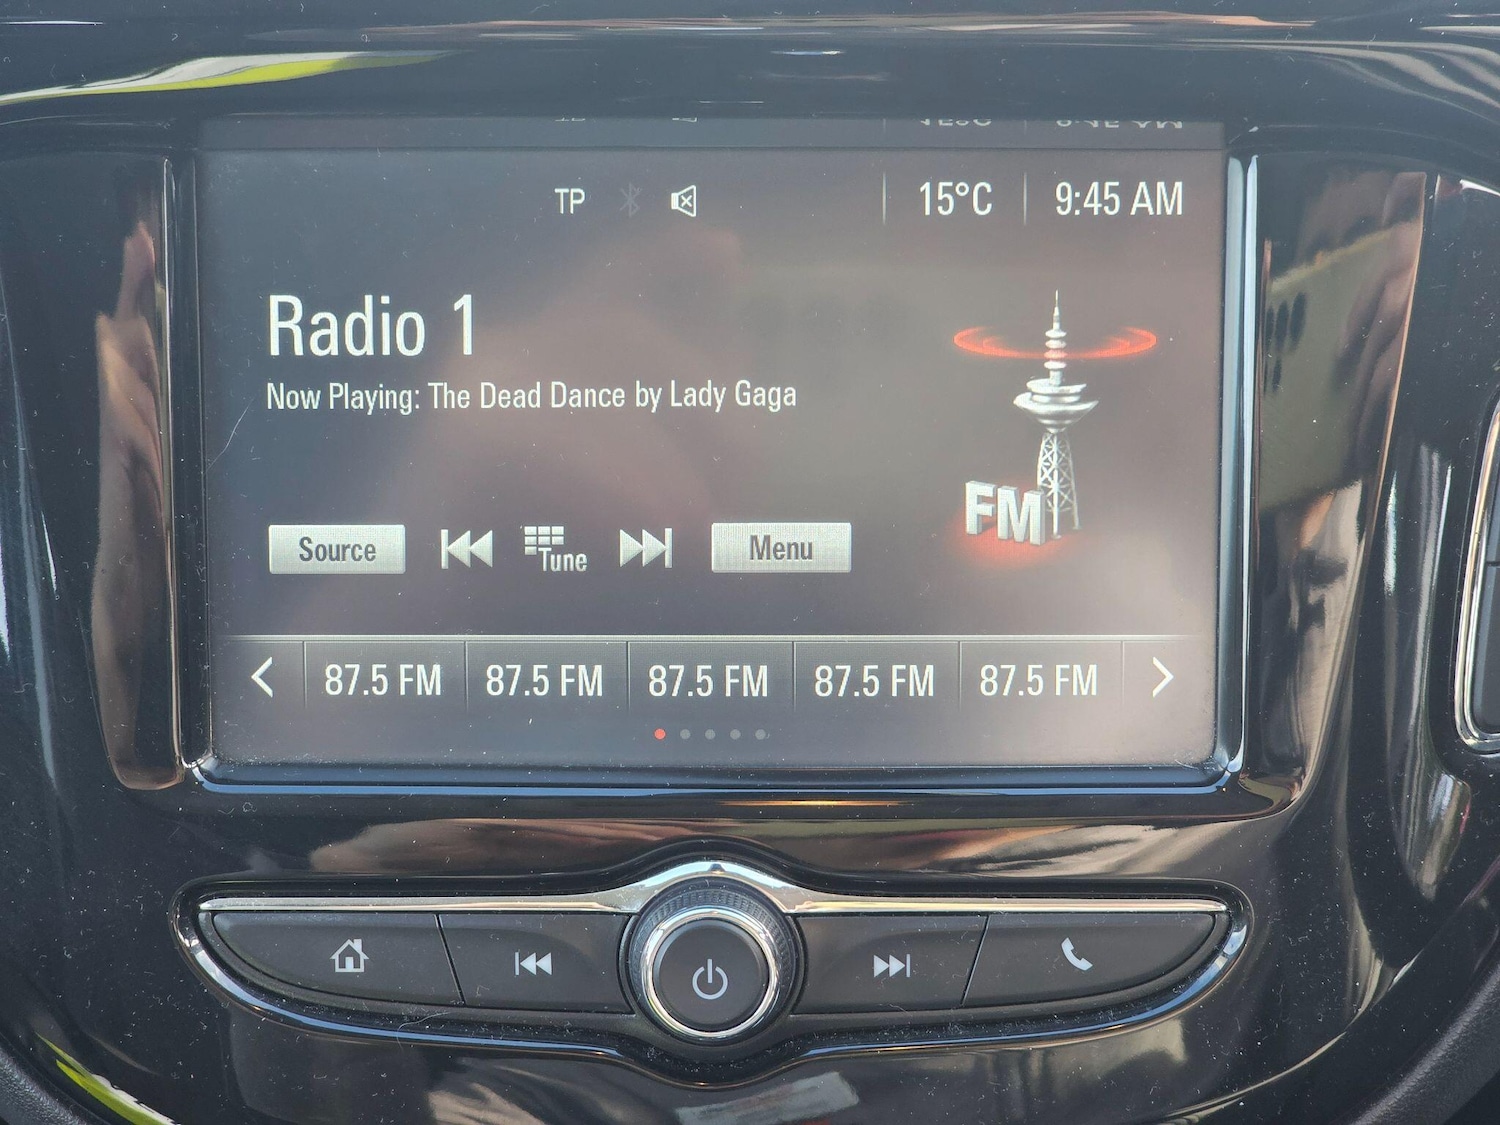 TP 15°C 9:45 AM
Radio 1
Now Playing: The Dead Dance by Lady Gaga
FM
Source Tune Menu
87.5 FM 87.5 FM 87.5 FM 87.5 FM 87.5 FM